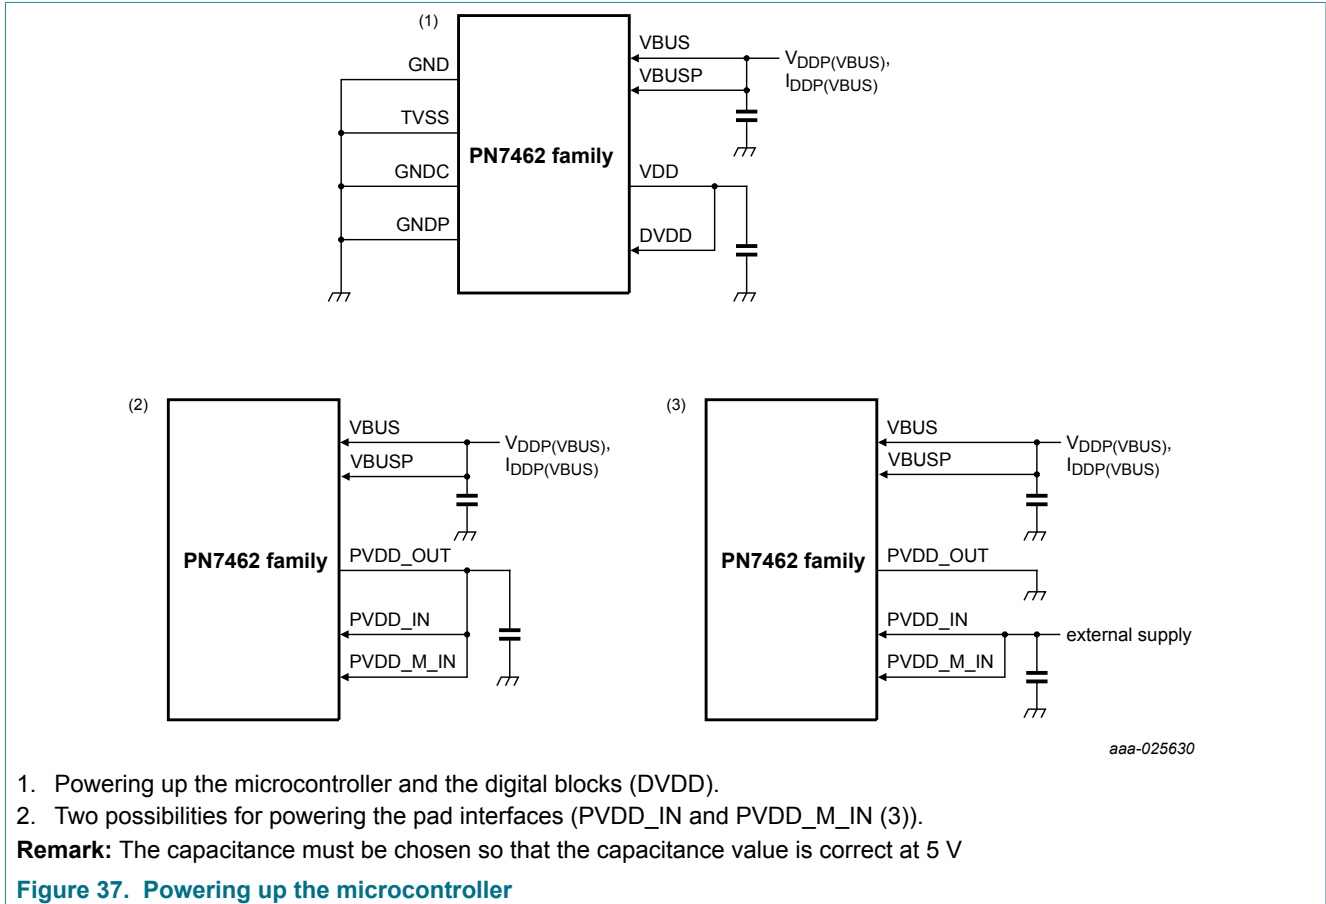 (1)
GND
TVSS
GNDC
GNDP
PN7462 family
VBUS
VBUSP
VDD
DVDD
VDDP(VBUS),
IDDP(VBUS)
(2)
PN7462 family
VBUS
VBUSP
PVDD_OUT
PVDD_IN
PVDD_M_IN
VDDP(VBUS),
IDDP(VBUS)
(3)
PN7462 family
VBUS
VBUSP
PVDD_OUT
PVDD_IN
PVDD_M_IN
VDDP(VBUS),
IDDP(VBUS)
external supply
aaa-025630
1. Powering up the microcontroller and the digital blocks (DVDD).
2. Two possibilities for powering the pad interfaces (PVDD_IN and PVDD_M_IN (3)).
Remark: The capacitance must be chosen so that the capacitance value is correct at 5 V
Figure 37. Powering up the microcontroller